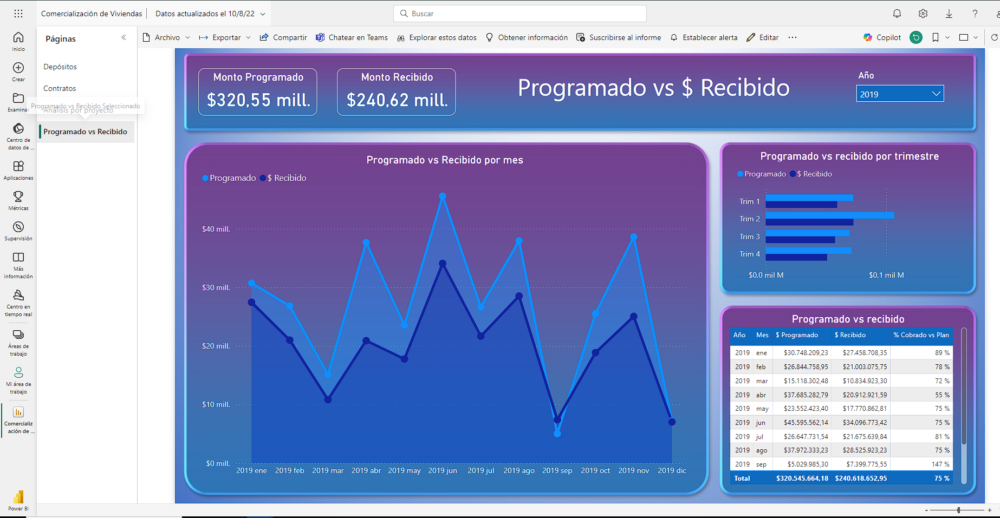 Comercialización de Viviendas
Datos actualizados el 10/8/22
Buscar
Inicio
Crear
Examinar
Centro de datos de ...
Aplicaciones
Métricas
Supervisión
Más información
Centro en tiempo real
Áreas de trabajo
Mi área de trabajo
Comercializ ación de ...
Power BI
Páginas
Depósitos
Contratos
Programado vs Recibido Seleccionado
Análisis por proyecto
Programado vs Recibido
Archivo
Exportar
Compartir
Chatear en Teams
Explorar estos datos
Obtener información
Suscribirse al informe
Establecer alerta
Editar
Copilot
Monto Programado
$320,55 mill.
Monto Recibido
$240,62 mill.
Programado vs $ Recibido
Año
2019
Programado vs Recibido por mes
Programado $ Recibido
$40 mill.
$30 mill.
$20 mill.
$10 mill.
$0 mill.
2019 ene 2019 feb 2019 mar 2019 abr 2019 may 2019 jun 2019 jul 2019 ago 2019 sep 2019 oct 2019 nov 2019 dic
Programado vs recibido por trimestre
Programado $ Recibido
Trim 1
Trim 2
Trim 3
Trim 4
$0,0 mil M $0,1 mil M
Programado vs recibido
Año Mes $ Programado $ Recibido % Cobrado vs Plan
2019 ene $30.748.209,23 $27.458.708,35 89 %
2019 feb $26.844.758,95 $21.003.075,75 78 %
2019 mar $15.118.302,48 $10.834.923,30 72 %
2019 abr $37.685.282,79 $20.912.921,59 55 %
2019 may $23.552.423,40 $17.770.862,81 75 %
2019 jun $45.595.562,14 $34.096.773,42 75 %
2019 jul $26.647.731,54 $21.675.639,84 81 %
2019 ago $37.972.333,23 $28.525.923,23 75 %
2019 sep $5.029.985,30 $7.399.775,55 147 %
Total $320.545.664,18 $240.618.652,95 75 %